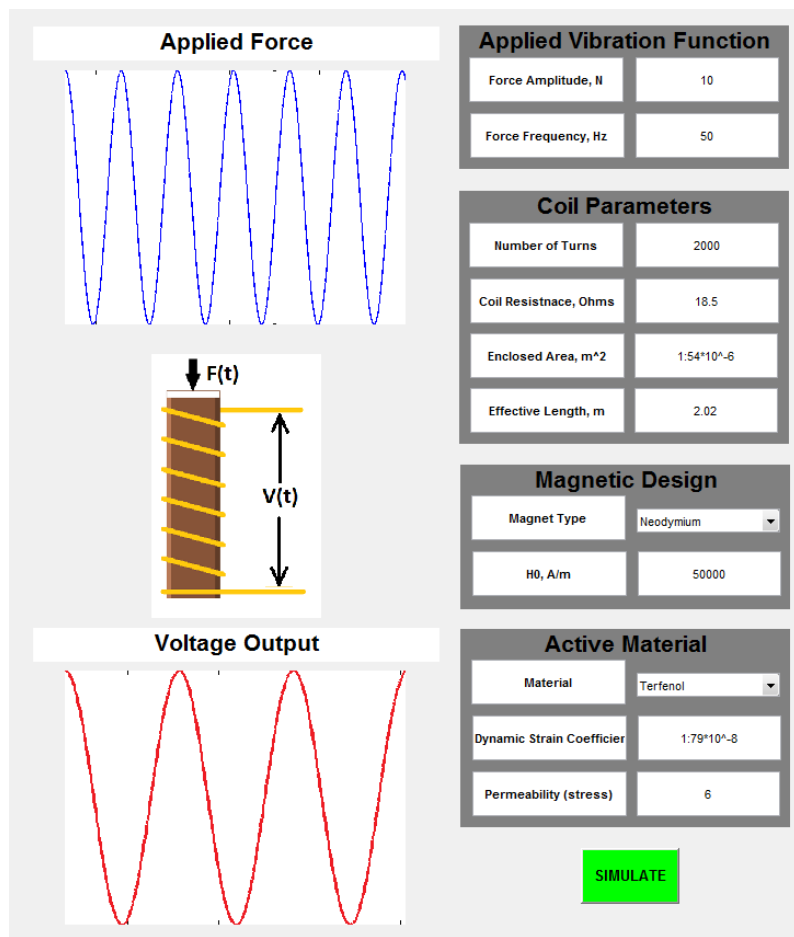 Applied Force
F(t)
V(t)
Voltage Output
Applied Vibration Function
Force Amplitude, N
10
Force Frequency, Hz
50
Coil Parameters
Number of Turns
2000
Coil Resistnace, Ohms
18.5
Enclosed Area, m^2
1:54*10^-6
Effective Length, m
2.02
Magnetic Design
Magnet Type
Neodymium
H0, A/m
50000
Active Material
Material
Terfenol
Dynamic Strain Coefficier
1:79*10^-8
Permeability (stress)
6
SIMULATE